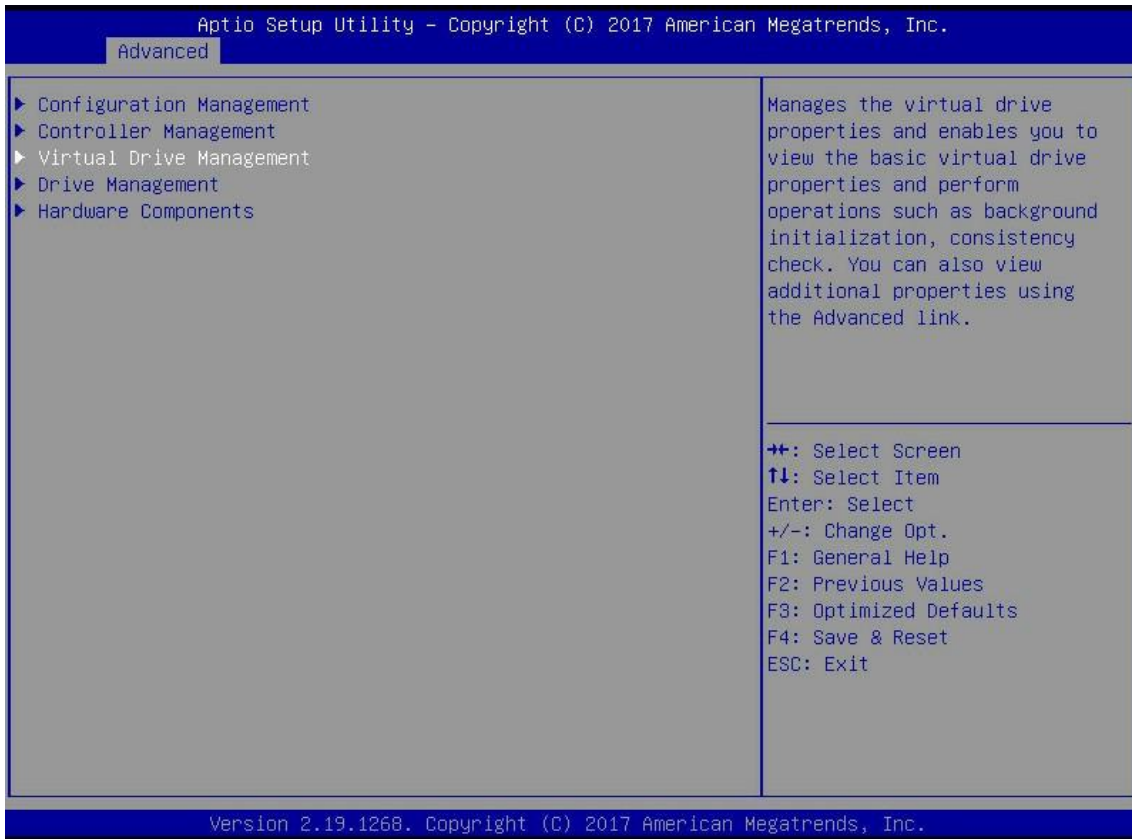 Aptio Setup Utility – Copyright (C) 2017 American Megatrends, Inc.
Advanced
▶ Configuration Management
▶ Controller Management
▶ Virtual Drive Management
▶ Drive Management
▶ Hardware Components
Manages the virtual drive
properties and enables you to
view the basic virtual drive
properties and perform
operations such as background
initialization, consistency
check. You can also view
additional properties using
the Advanced link.
→←: Select Screen
↑↓: Select Item
Enter: Select
+/-: Change Opt.
F1: General Help
F2: Previous Values
F3: Optimized Defaults
F4: Save & Reset
ESC: Exit
Version 2.19.1268. Copyright (C) 2017 American Megatrends, Inc.